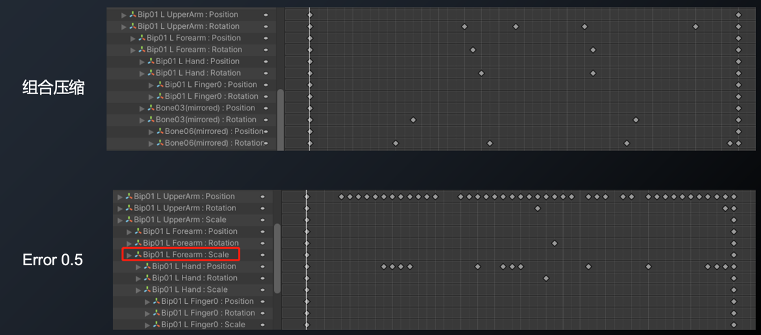 Bip01 L UpperArm : Position
Bip01 L UpperArm : Rotation
Bip01 L Forearm : Position
Bip01 L Forearm : Rotation
Bip01 L Hand : Position
Bip01 L Hand : Rotation
Bip01 L Finger0 : Position
Bip01 L Finger0 : Rotation
Bone03(mirrored) : Position
Bone03(mirrored) : Rotation
Bone06(mirrored) : Position
Bone06(mirrored) : Rotation
组合压缩
Bip01 L UpperArm : Position
Bip01 L UpperArm : Rotation
Bip01 L UpperArm : Scale
Bip01 L Forearm : Position
Bip01 L Forearm : Rotation
Bip01 L Forearm : Scale
Bip01 L Hand : Position
Bip01 L Hand : Rotation
Bip01 L Hand : Scale
Bip01 L Finger0 : Position
Bip01 L Finger0 : Rotation
Bip01 L Finger0 : Scale
Error 0.5